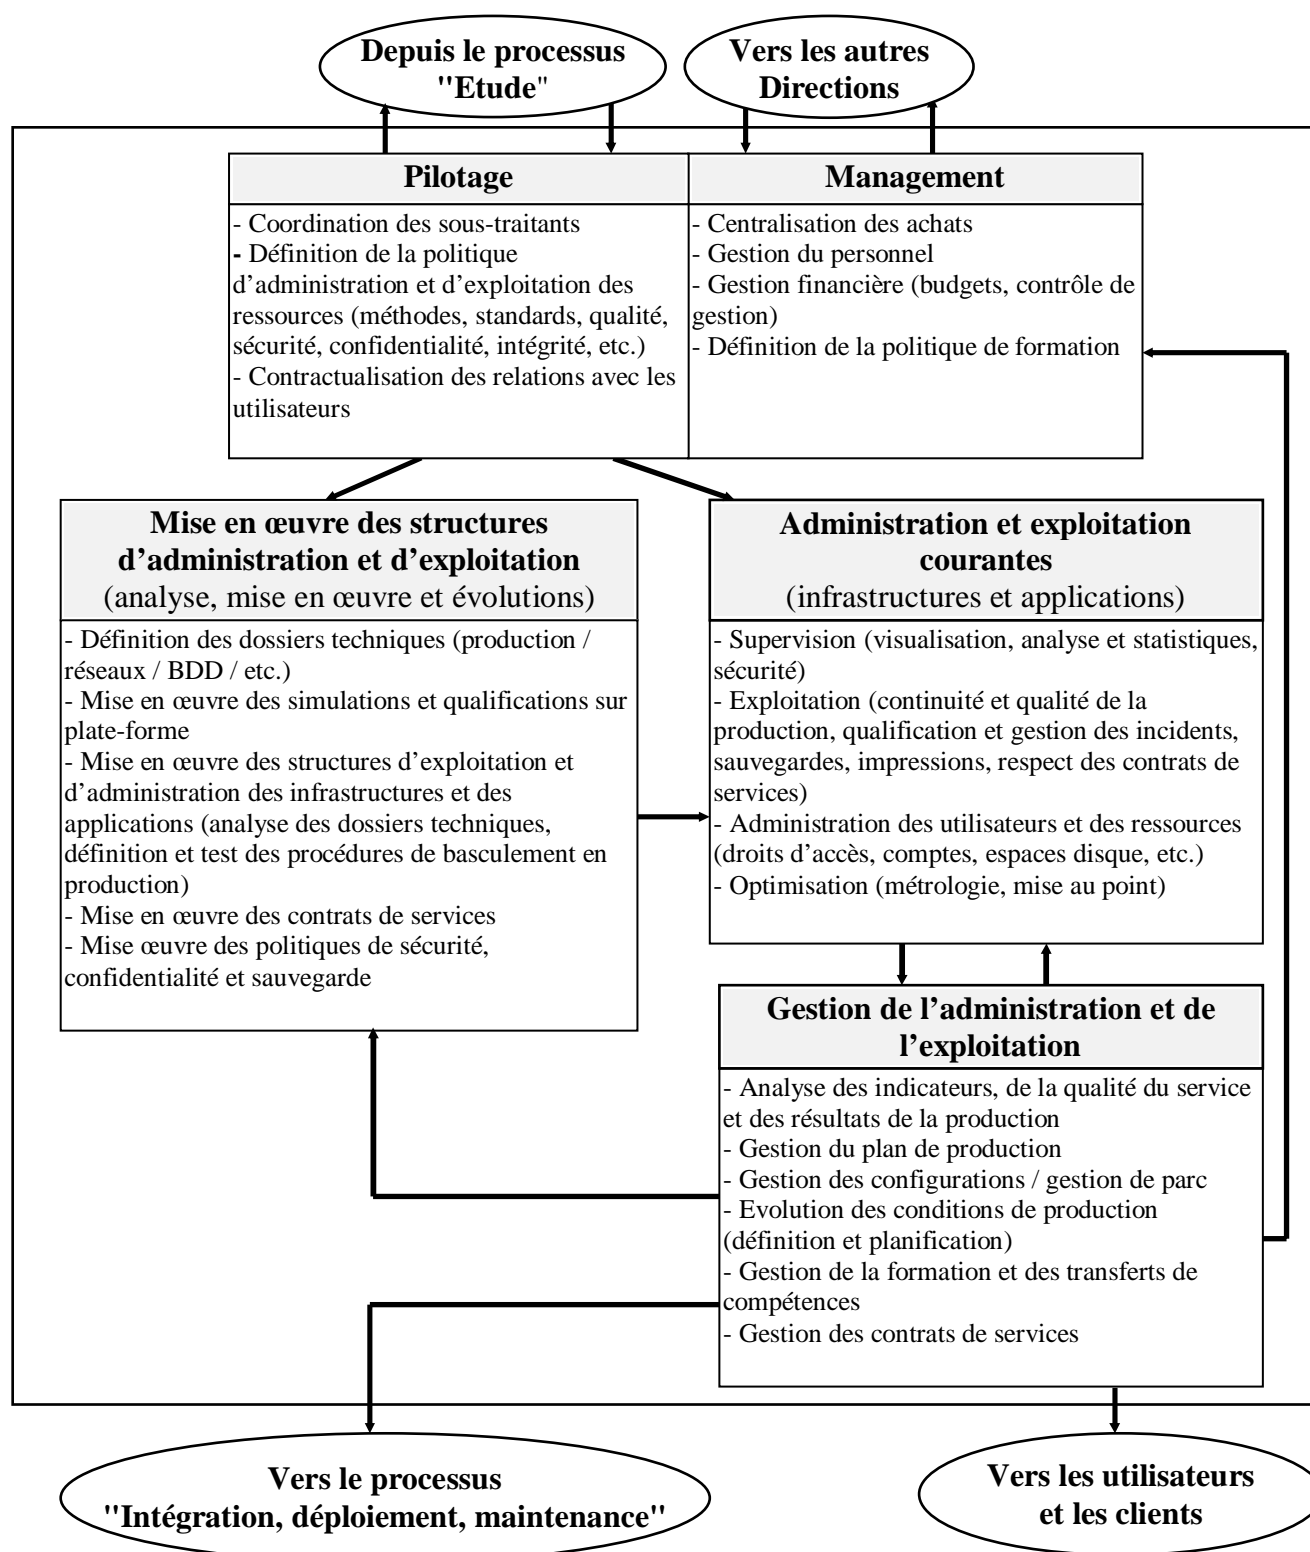 Depuis le processus
"Etude"
Vers les autres
Directions
Pilotage
- Coordination des sous-traitants
- Définition de la politique
d’administration et d’exploitation des
ressources (méthodes, standards, qualité,
sécurité, confidentialité, intégrité, etc.)
- Contractualisation des relations avec les
utilisateurs
Management
- Centralisation des achats
- Gestion du personnel
- Gestion financière (budgets, contrôle de
gestion)
- Définition de la politique de formation
Mise en œuvre des structures
d’administration et d’exploitation
(analyse, mise en œuvre et évolutions)
- Définition des dossiers techniques (production /
réseaux / BDD / etc.)
- Mise en œuvre des simulations et qualifications sur
plate-forme
- Mise en œuvre des structures d’exploitation et
d’administration des infrastructures et des
applications (analyse des dossiers techniques,
définition et test des procédures de basculement en
production)
- Mise en œuvre des contrats de services
- Mise œuvre des politiques de sécurité,
confidentialité et sauvegarde
Administration et exploitation
courantes
(infrastructures et applications)
- Supervision (visualisation, analyse et statistiques,
sécurité)
- Exploitation (continuité et qualité de la
production, qualification et gestion des incidents,
sauvegardes, impressions, respect des contrats de
services)
- Administration des utilisateurs et des ressources
(droits d’accès, comptes, espaces disque, etc.)
- Optimisation (métrologie, mise au point)
Gestion de l’administration et de
l’exploitation
- Analyse des indicateurs, de la qualité du service
et des résultats de la production
- Gestion du plan de production
- Gestion des configurations / gestion de parc
- Evolution des conditions de production
(définition et planification)
- Gestion de la formation et des transferts de
compétences
- Gestion des contrats de services
Vers le processus
"Intégration, déploiement, maintenance"
Vers les utilisateurs
et les clients